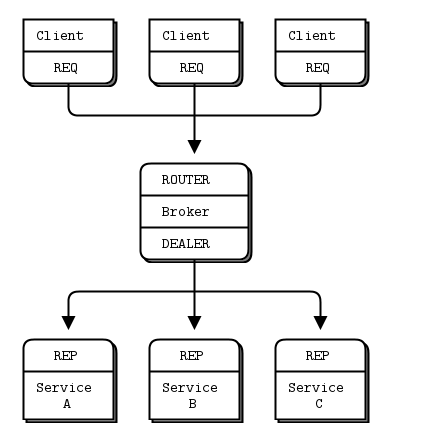 Client Client Client
REQ REQ REQ
ROUTER
Broker
DEALER
REP REP REP
Service Service Service
A B C